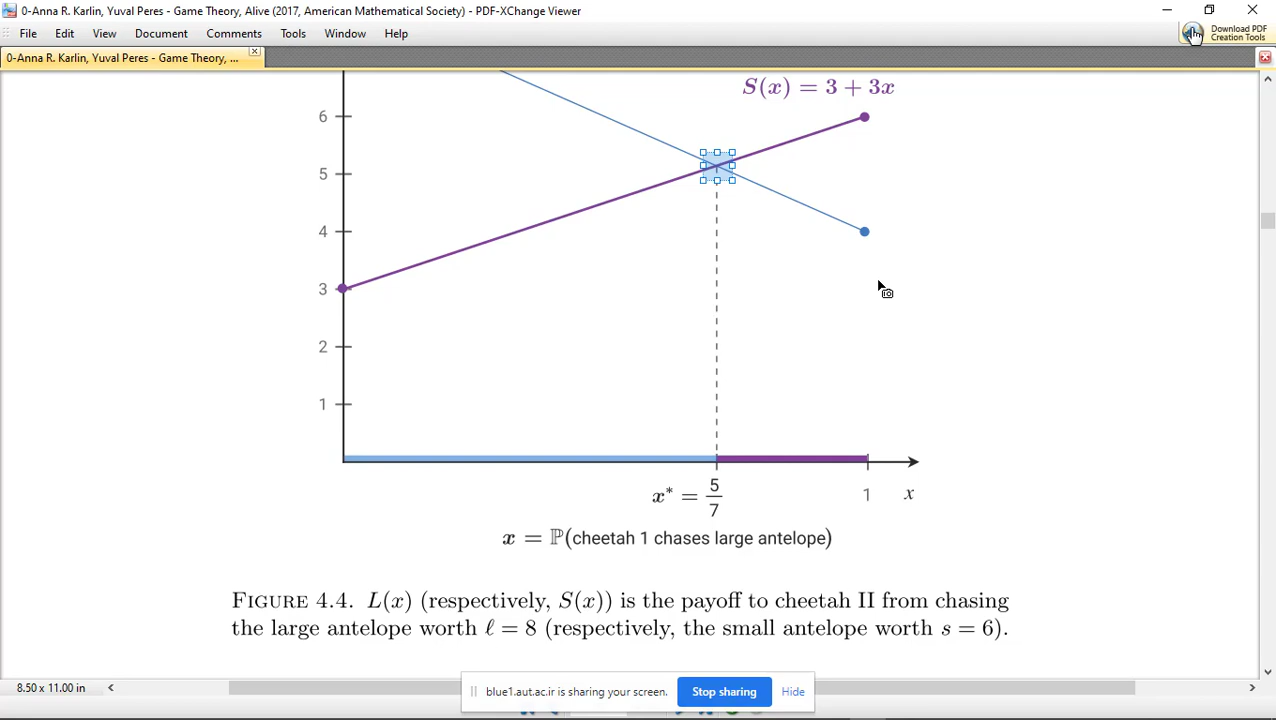 0-Anna R. Karlin, Yuval Peres - Game Theory, Alive (2017, American Mathematical Society) - PDF-XChange Viewer
File Edit View Document Comments Tools Window Help
Download PDF
Creation Tools
0-Anna R. Karlin, Yuval Peres - Game Theory, ...
S(x) = 3 + 3x
6
5
4
3
2
1
x* = 5/7
1
x
x = ℙ(cheetah 1 chases large antelope)
FIGURE 4.4. L(x) (respectively, S(x)) is the payoff to cheetah II from chasing
the large antelope worth ℓ = 8 (respectively, the small antelope worth s = 6).
8.50 x 11.00 in
blue1.aut.ac.ir is sharing your screen.
Stop sharing
Hide